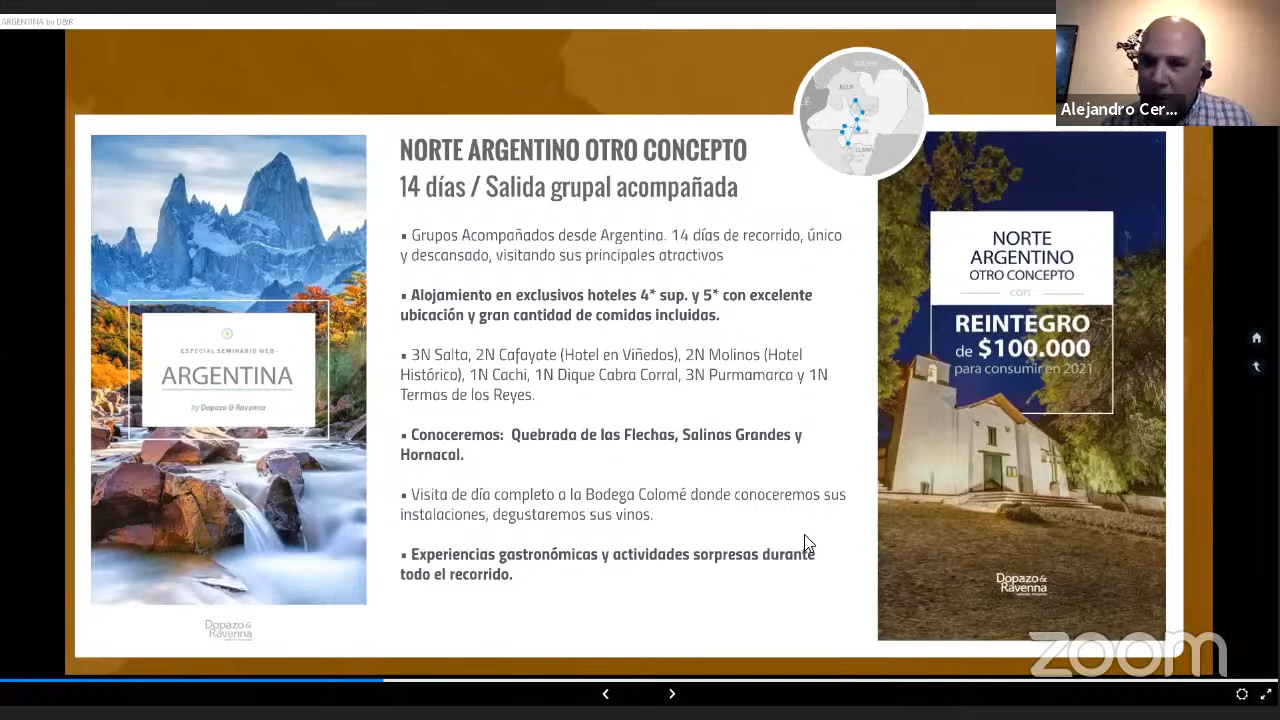 ARGENTINA by D&R
Alejandro Cer...
NORTE ARGENTINO OTRO CONCEPTO
14 días / Salida grupal acompañada
▪ Grupos Acompañados desde Argentina. 14 días de recorrido, único
y descansado, visitando sus principales atractivos
▪ Alojamiento en exclusivos hoteles 4* sup. y 5* con excelente
ubicación y gran cantidad de comidas incluidas.
▪ 3N Salta, 2N Cafayate (Hotel en Viñedos), 2N Molinos (Hotel
Histórico), 1N Cachi, 1N Dique Cabra Corral, 3N Purmamarca y 1N
Termas de los Reyes.
▪ Conoceremos: Quebrada de las Flechas, Salinas Grandes y
Hornacal.
▪ Visita de día completo a la Bodega Colomé donde conoceremos sus
instalaciones, degustaremos sus vinos.
▪ Experiencias gastronómicas y actividades sorpresas durante
todo el recorrido.
ESPECIAL SEMINARIO WEB
ARGENTINA
by Dopazo & Ravenna
Dopazo&
Ravenna
JUJUY
NORTE
ARGENTINO
OTRO CONCEPTO
con
REINTEGRO
de $100.000
para consumir en 2021
Dopazo&
Ravenna
zoom